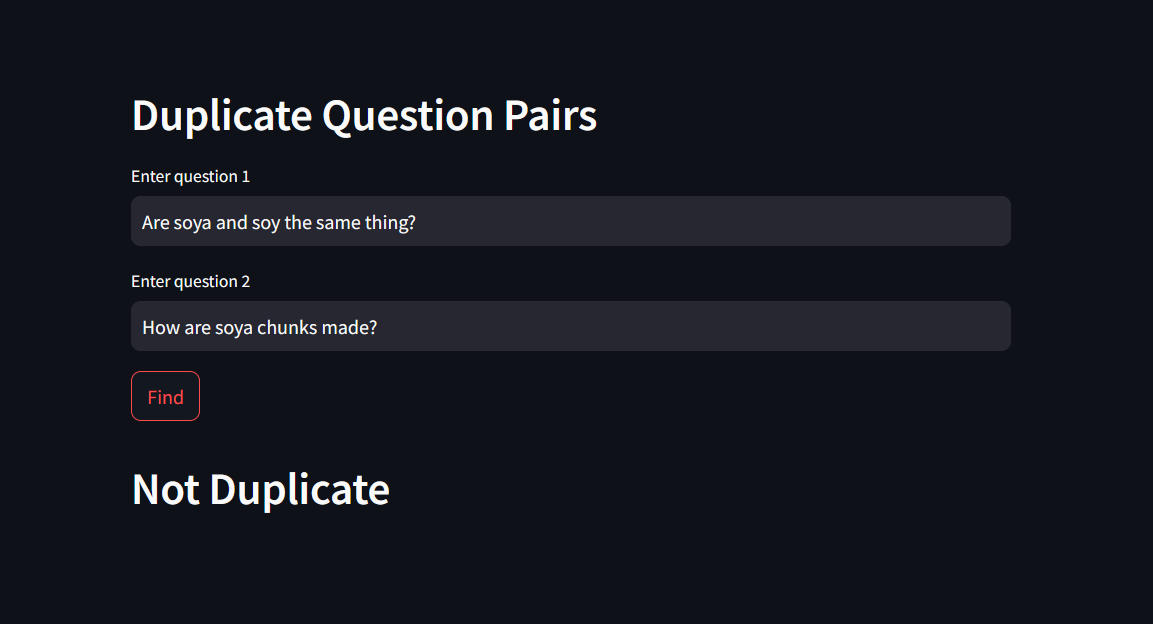 Duplicate Question Pairs
Enter question 1
Are soya and soy the same thing?
Enter question 2
How are soya chunks made?
Find
Not Duplicate